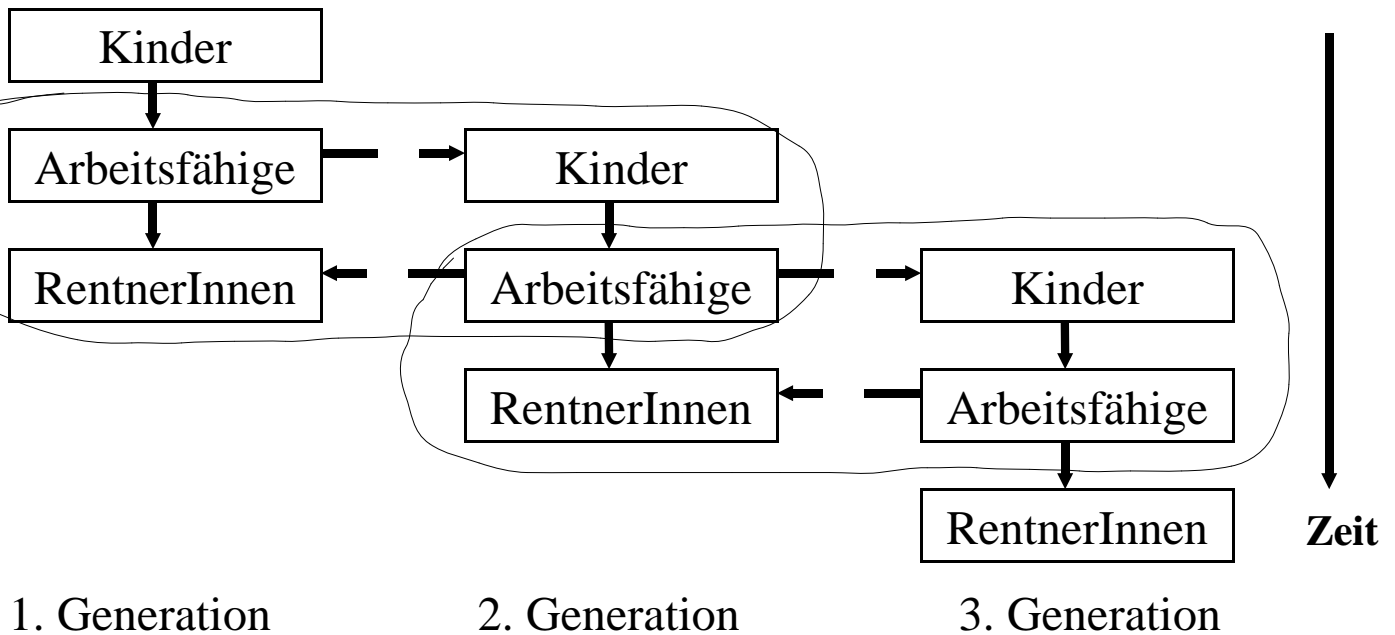 Kinder
Arbeitsfähige Kinder
RentnerInnen Arbeitsfähige Kinder
RentnerInnen Arbeitsfähige
RentnerInnen
Zeit
1. Generation 2. Generation 3. Generation